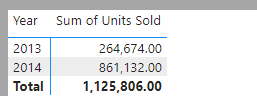 Year Sum of Units Sold
2013 264,674.00
2014 861,132.00
Total 1,125,806.00